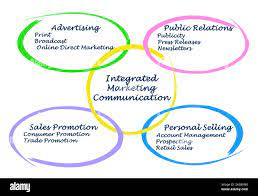 Advertising
Print
Broadcast
Online Direct Marketing
Public Relations
Publicity
Press Releases
Newsletters
Integrated
Marketing
Communication
Sales Promotion
Consumer Promotion
Trade Promotion
Personal Selling
Account Management
Prospecting
Retail Sales
alamy